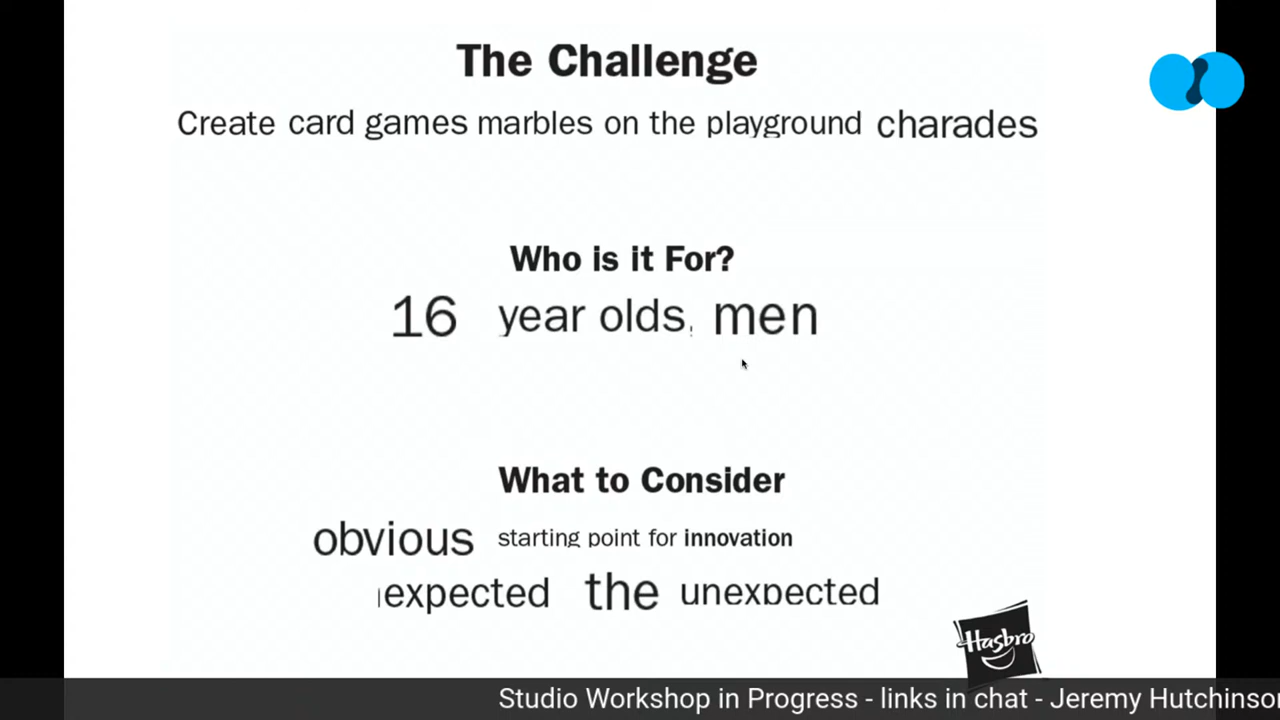 The Challenge
Create card games marbles on the playground charades
Who is it For?
16 year olds, men
What to Consider
obvious starting point for innovation
expected the unexpected
Hasbro
Studio Workshop in Progress - links in chat - Jeremy Hutchinson